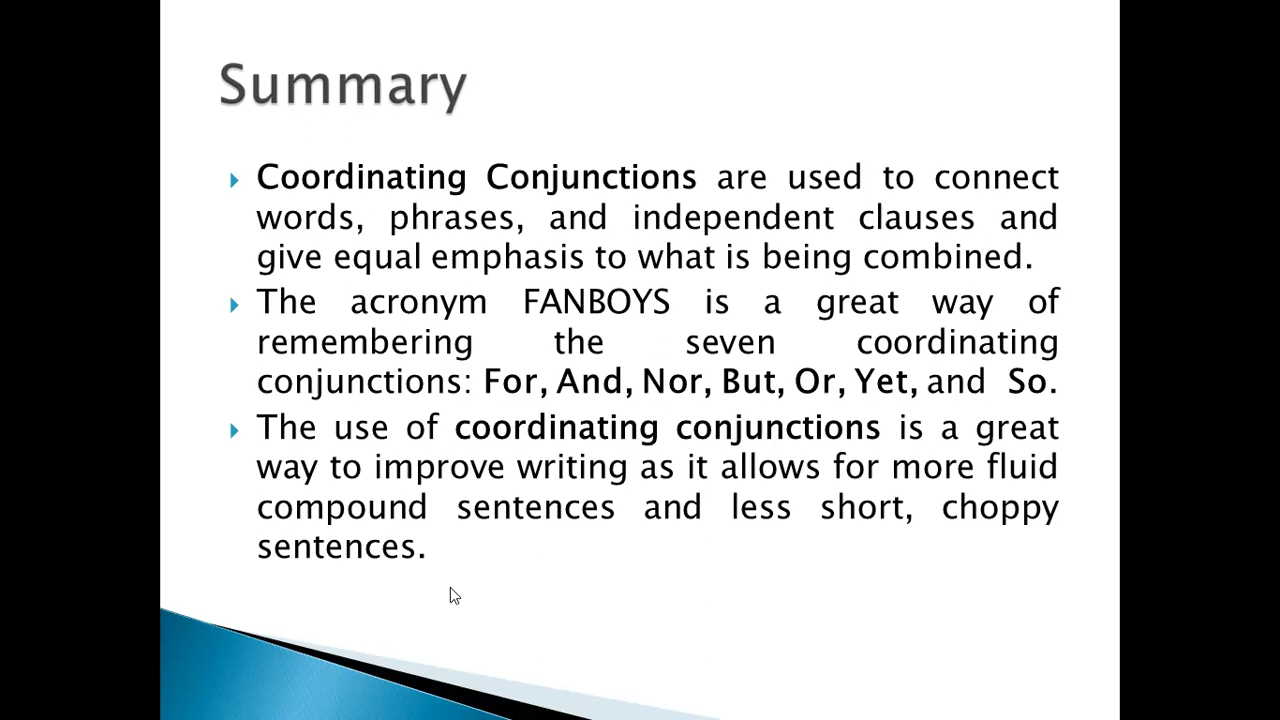 Summary
Coordinating Conjunctions are used to connect
words, phrases, and independent clauses and
give equal emphasis to what is being combined.
The acronym FANBOYS is a great way of
remembering the seven coordinating
conjunctions: For, And, Nor, But, Or, Yet, and So.
The use of coordinating conjunctions is a great
way to improve writing as it allows for more fluid
compound sentences and less short, choppy
sentences.